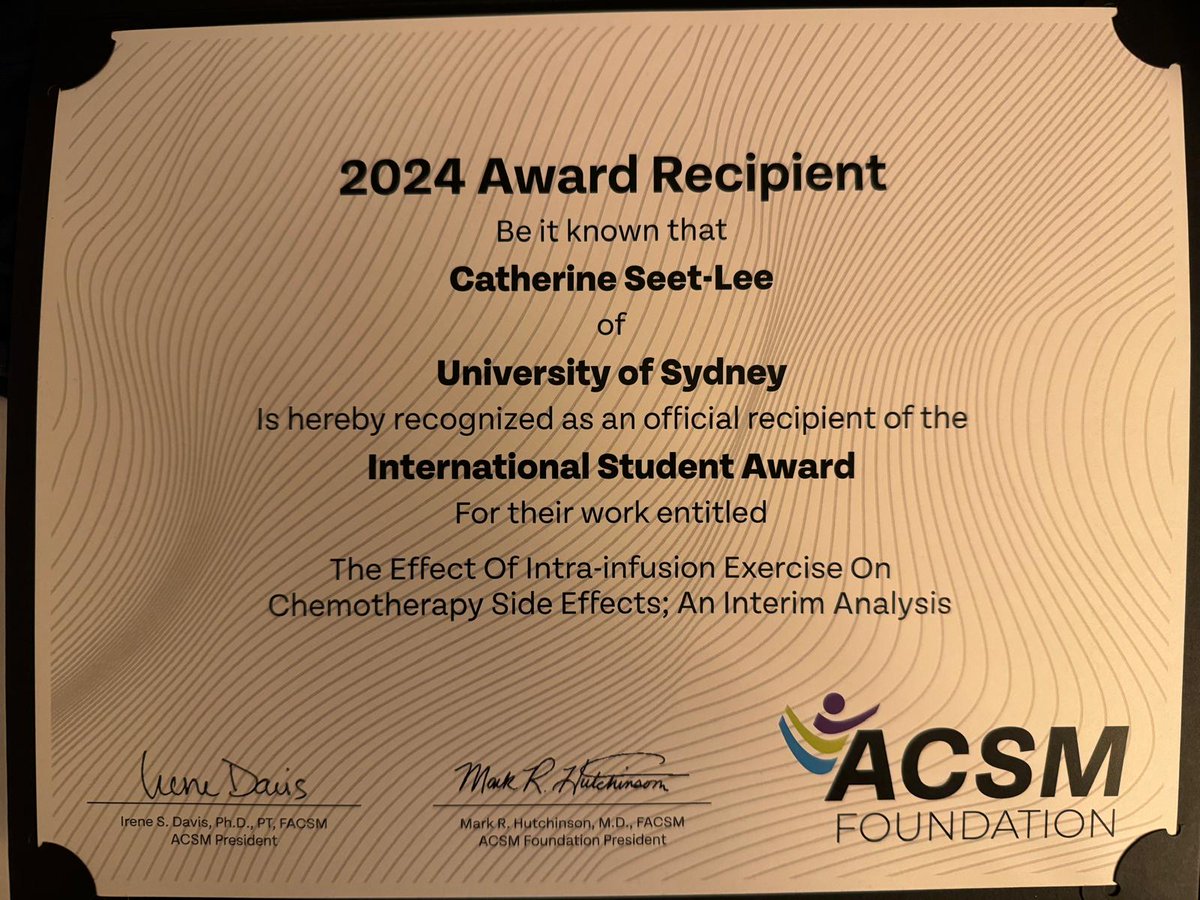 2024 Award Recipient
Be it known that
Catherine Seet-Lee
of
University of Sydney
Is hereby recognized as an official recipient of the
International Student Award
For their work entitled
The Effect Of Intra-infusion Exercise On
Chemotherapy Side Effects; An Interim Analysis
Irene Davis
Irene S. Davis, Ph.D., PT, FACSM
ACSM President
Mark R. Hutchinson
Mark R. Hutchinson, M.D., FACSM
ACSM Foundation President
ACSM
FOUNDATION